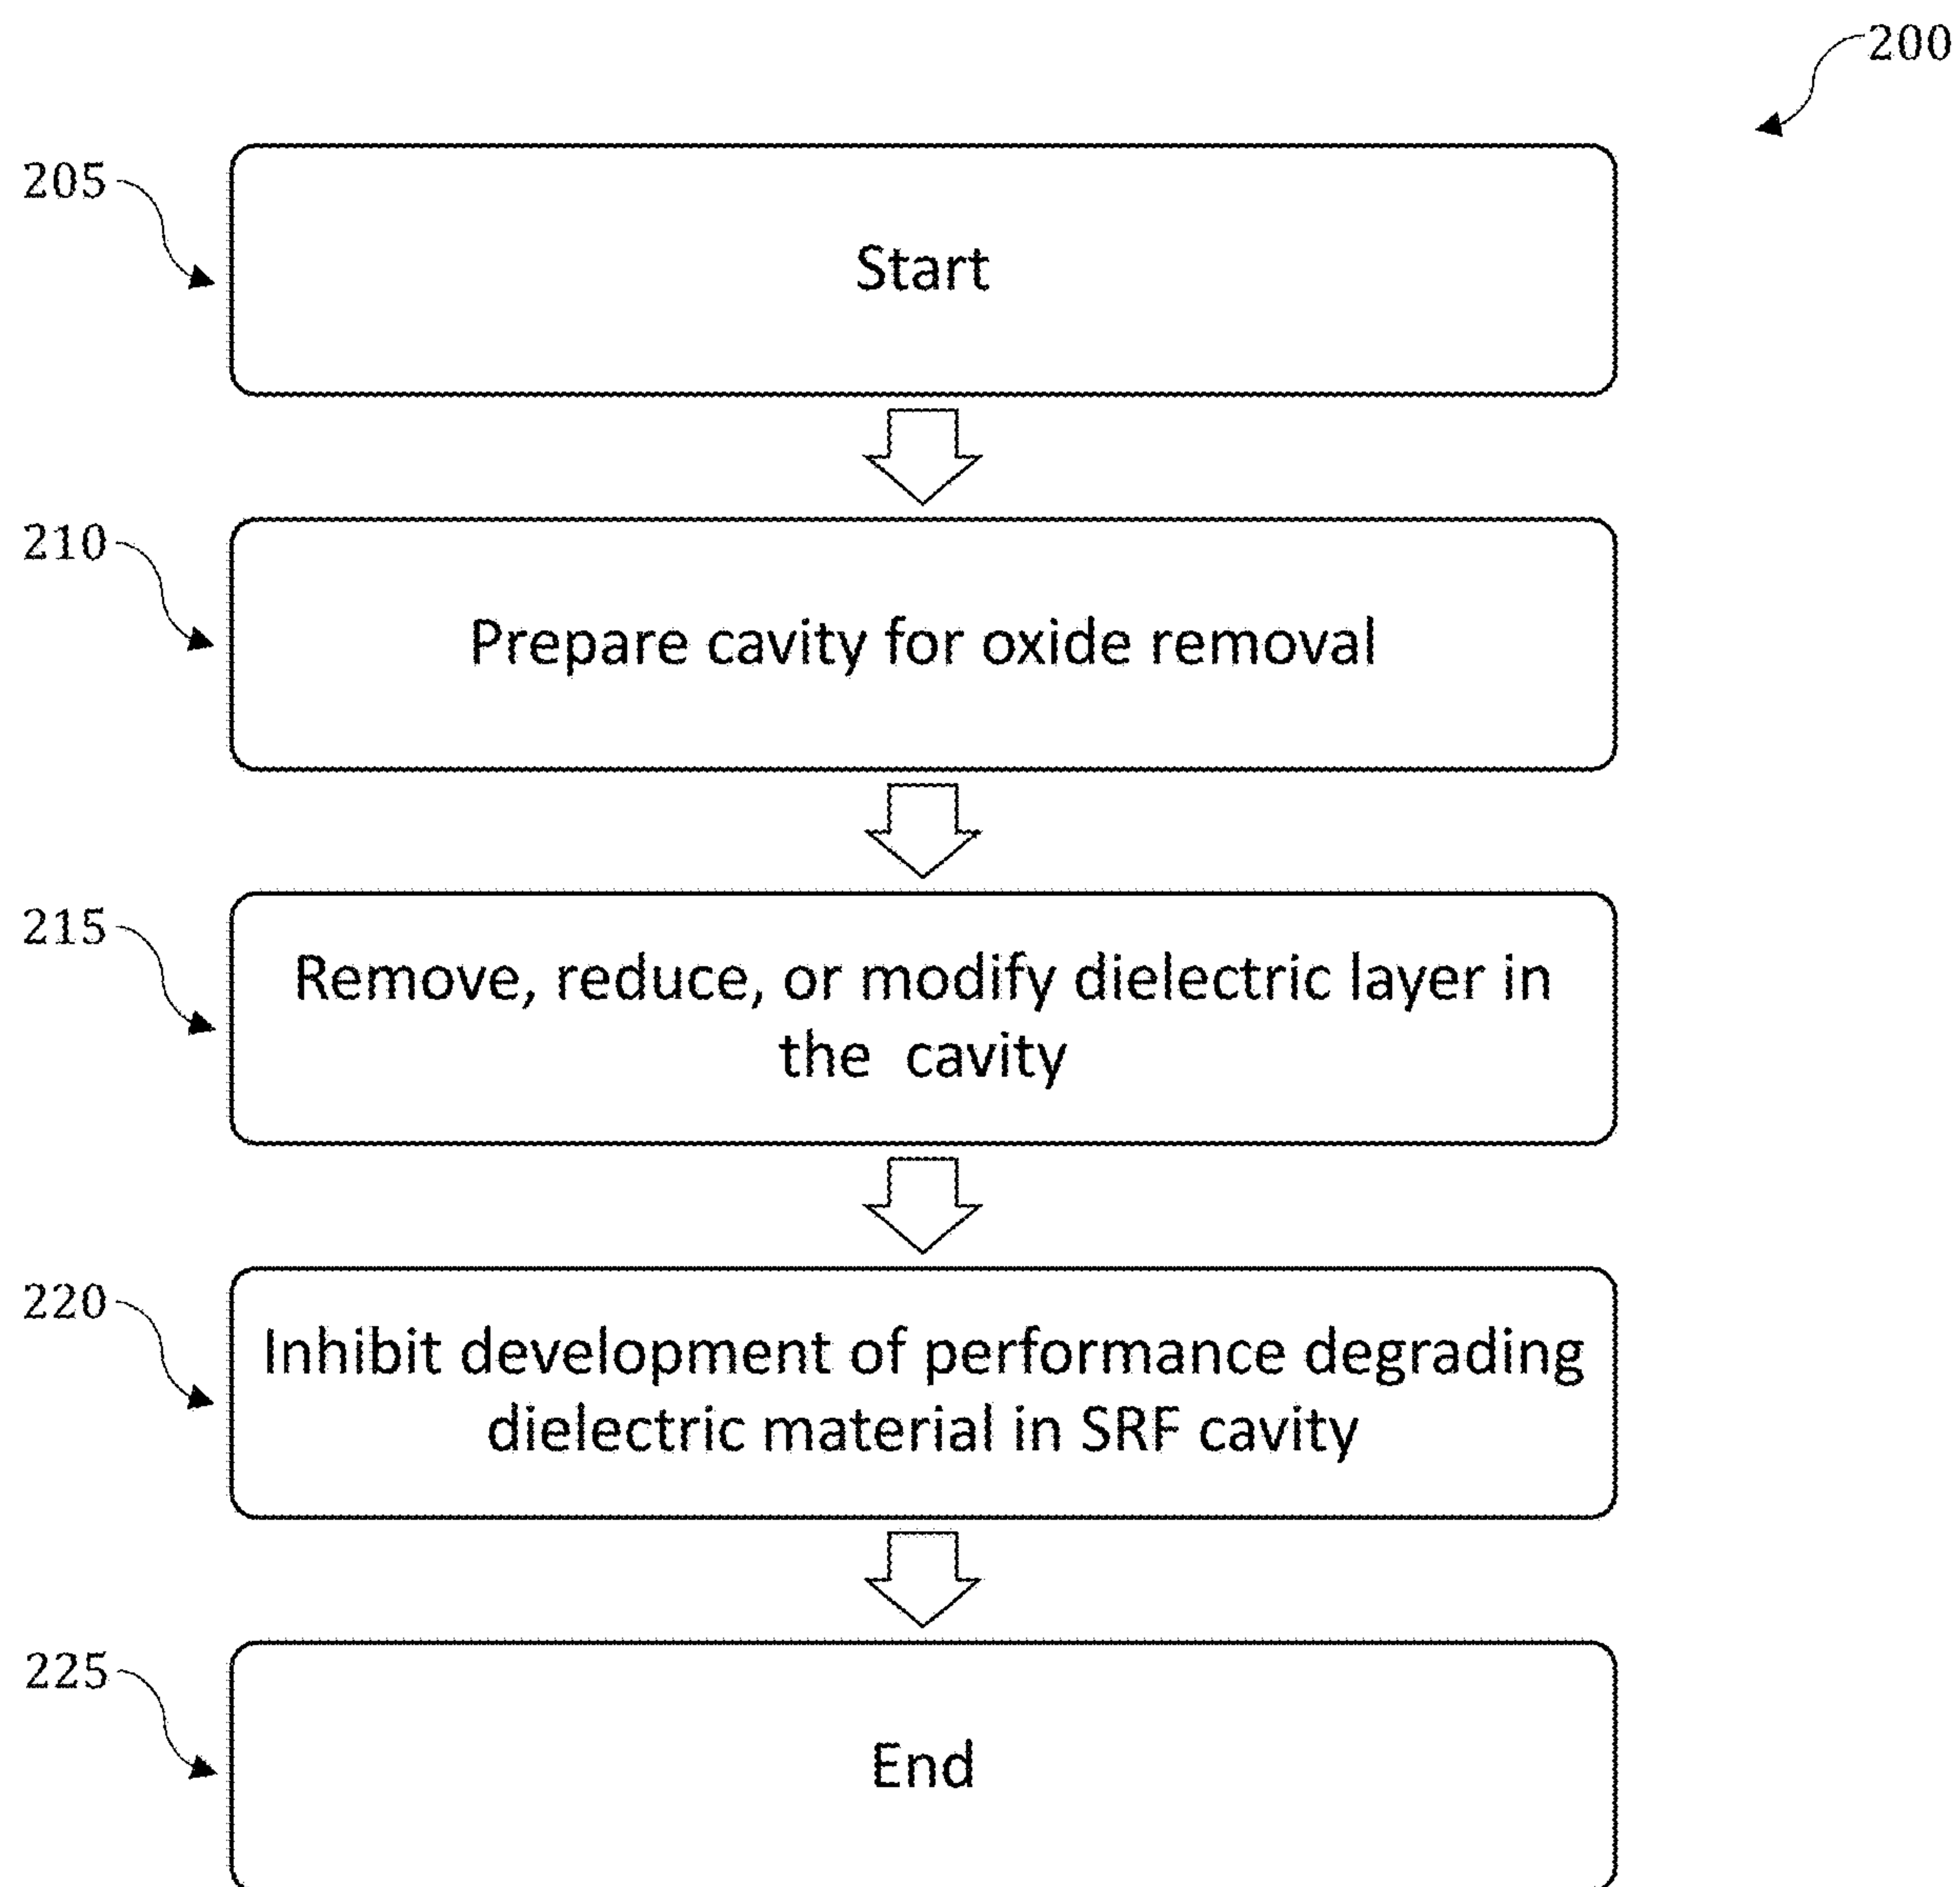 200
205
Start
210
Prepare cavity for oxide removal
215
Remove, reduce, or modify dielectric layer in
the cavity
220
Inhibit development of performance degrading
dielectric material in SRF cavity
225
End